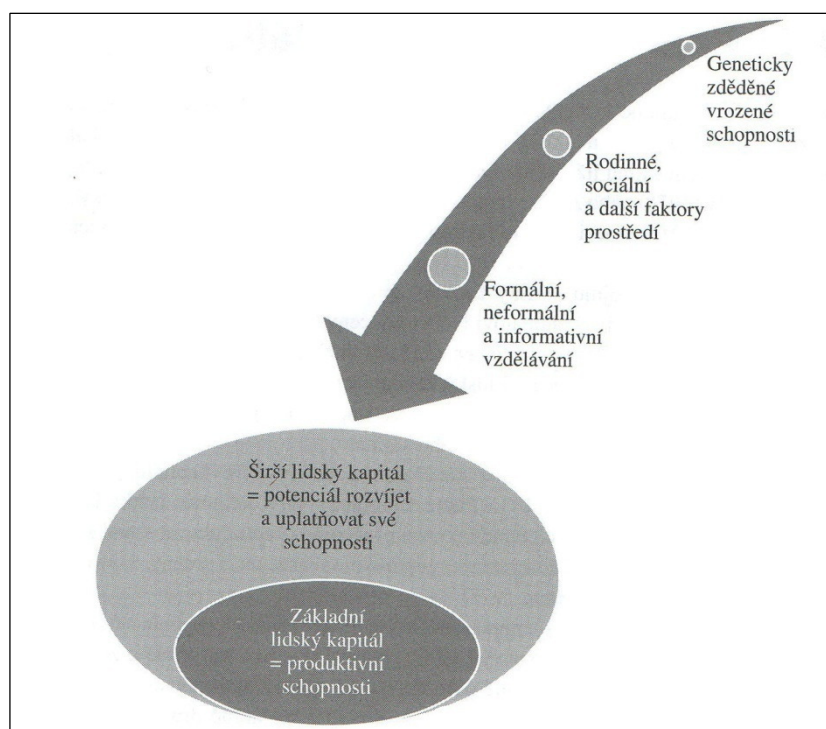 Geneticky
zděděné
vrozené
schopnosti
Rodinné,
sociální
a další faktory
prostředí
Formální,
neformální
a informativní
vzdělávání
Širší lidský kapitál
= potenciál rozvíjet
a uplatňovat své
schopnosti
Základní
lidský kapitál
= produktivní
schopnosti